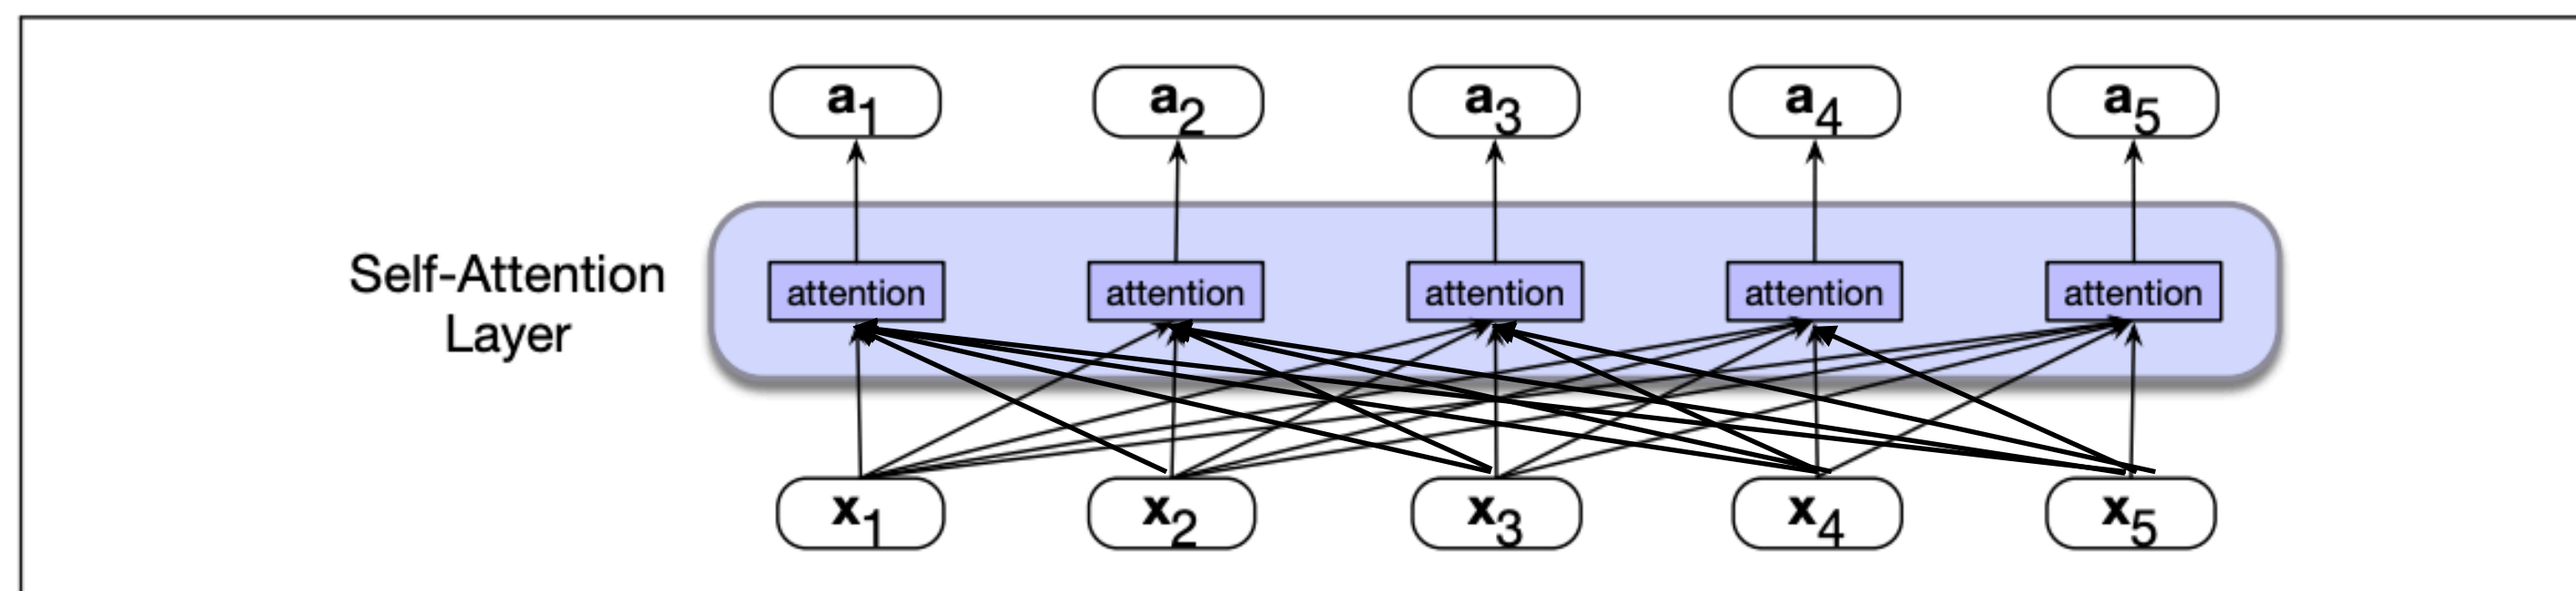 a1 a2 a3 a4 a5
Self-Attention
Layer
attention attention attention attention attention
x1 x2 x3 x4 x5